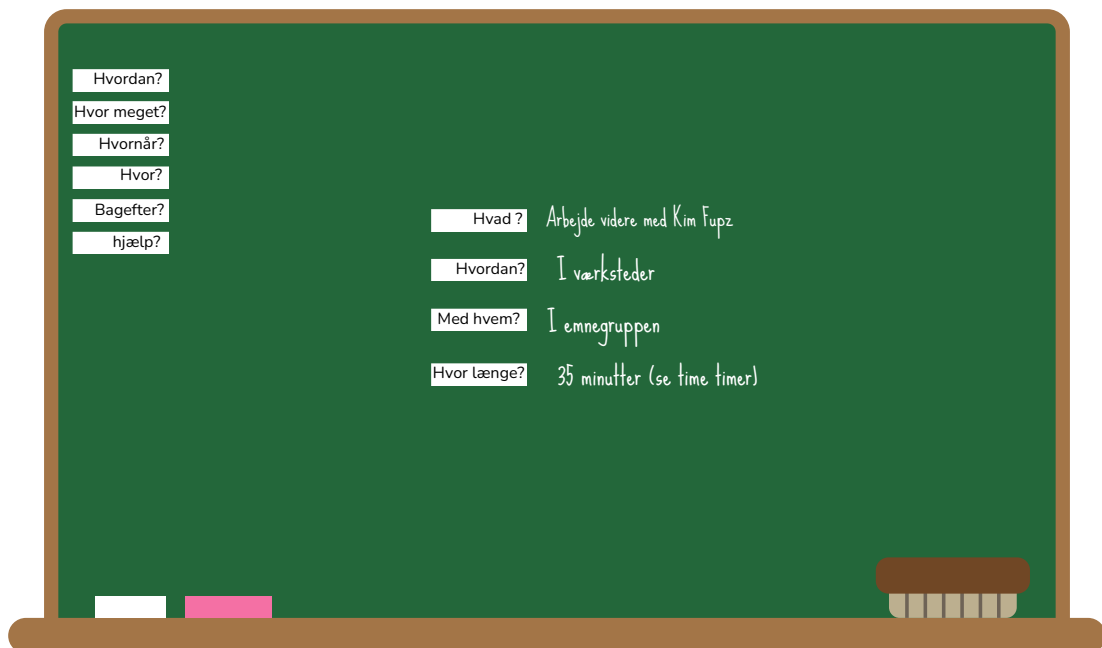 Hvordan?
Hvor meget?
Hvornår?
Hvor?
Bagefter?
hjælp?
Hvad ? Arbejde videre med Kim Fupz
Hvordan? I værksteder
Med hvem? I emnegruppen
Hvor længe? 35 minutter (se time timer)